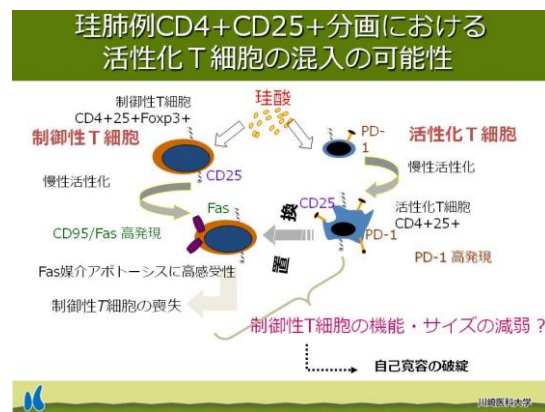 珪肺例CD4+CD25+分画における
活性化T細胞の混入の可能性
珪酸
制御性T細胞
CD4+25+Foxp3+
制御性T細胞
PD-
1
活性化T細胞
CD25
慢性活性化
慢性活性化
Fas
CD25
活性化T細胞
CD4+25+
CD95/Fas 高発現
置換
PD-1
PD-1 高発現
Fas媒介アポトーシスに高感受性
制御性T細胞の喪失
制御性T細胞の機能・サイズの減弱?
自己寛容の破綻
川崎医科大学